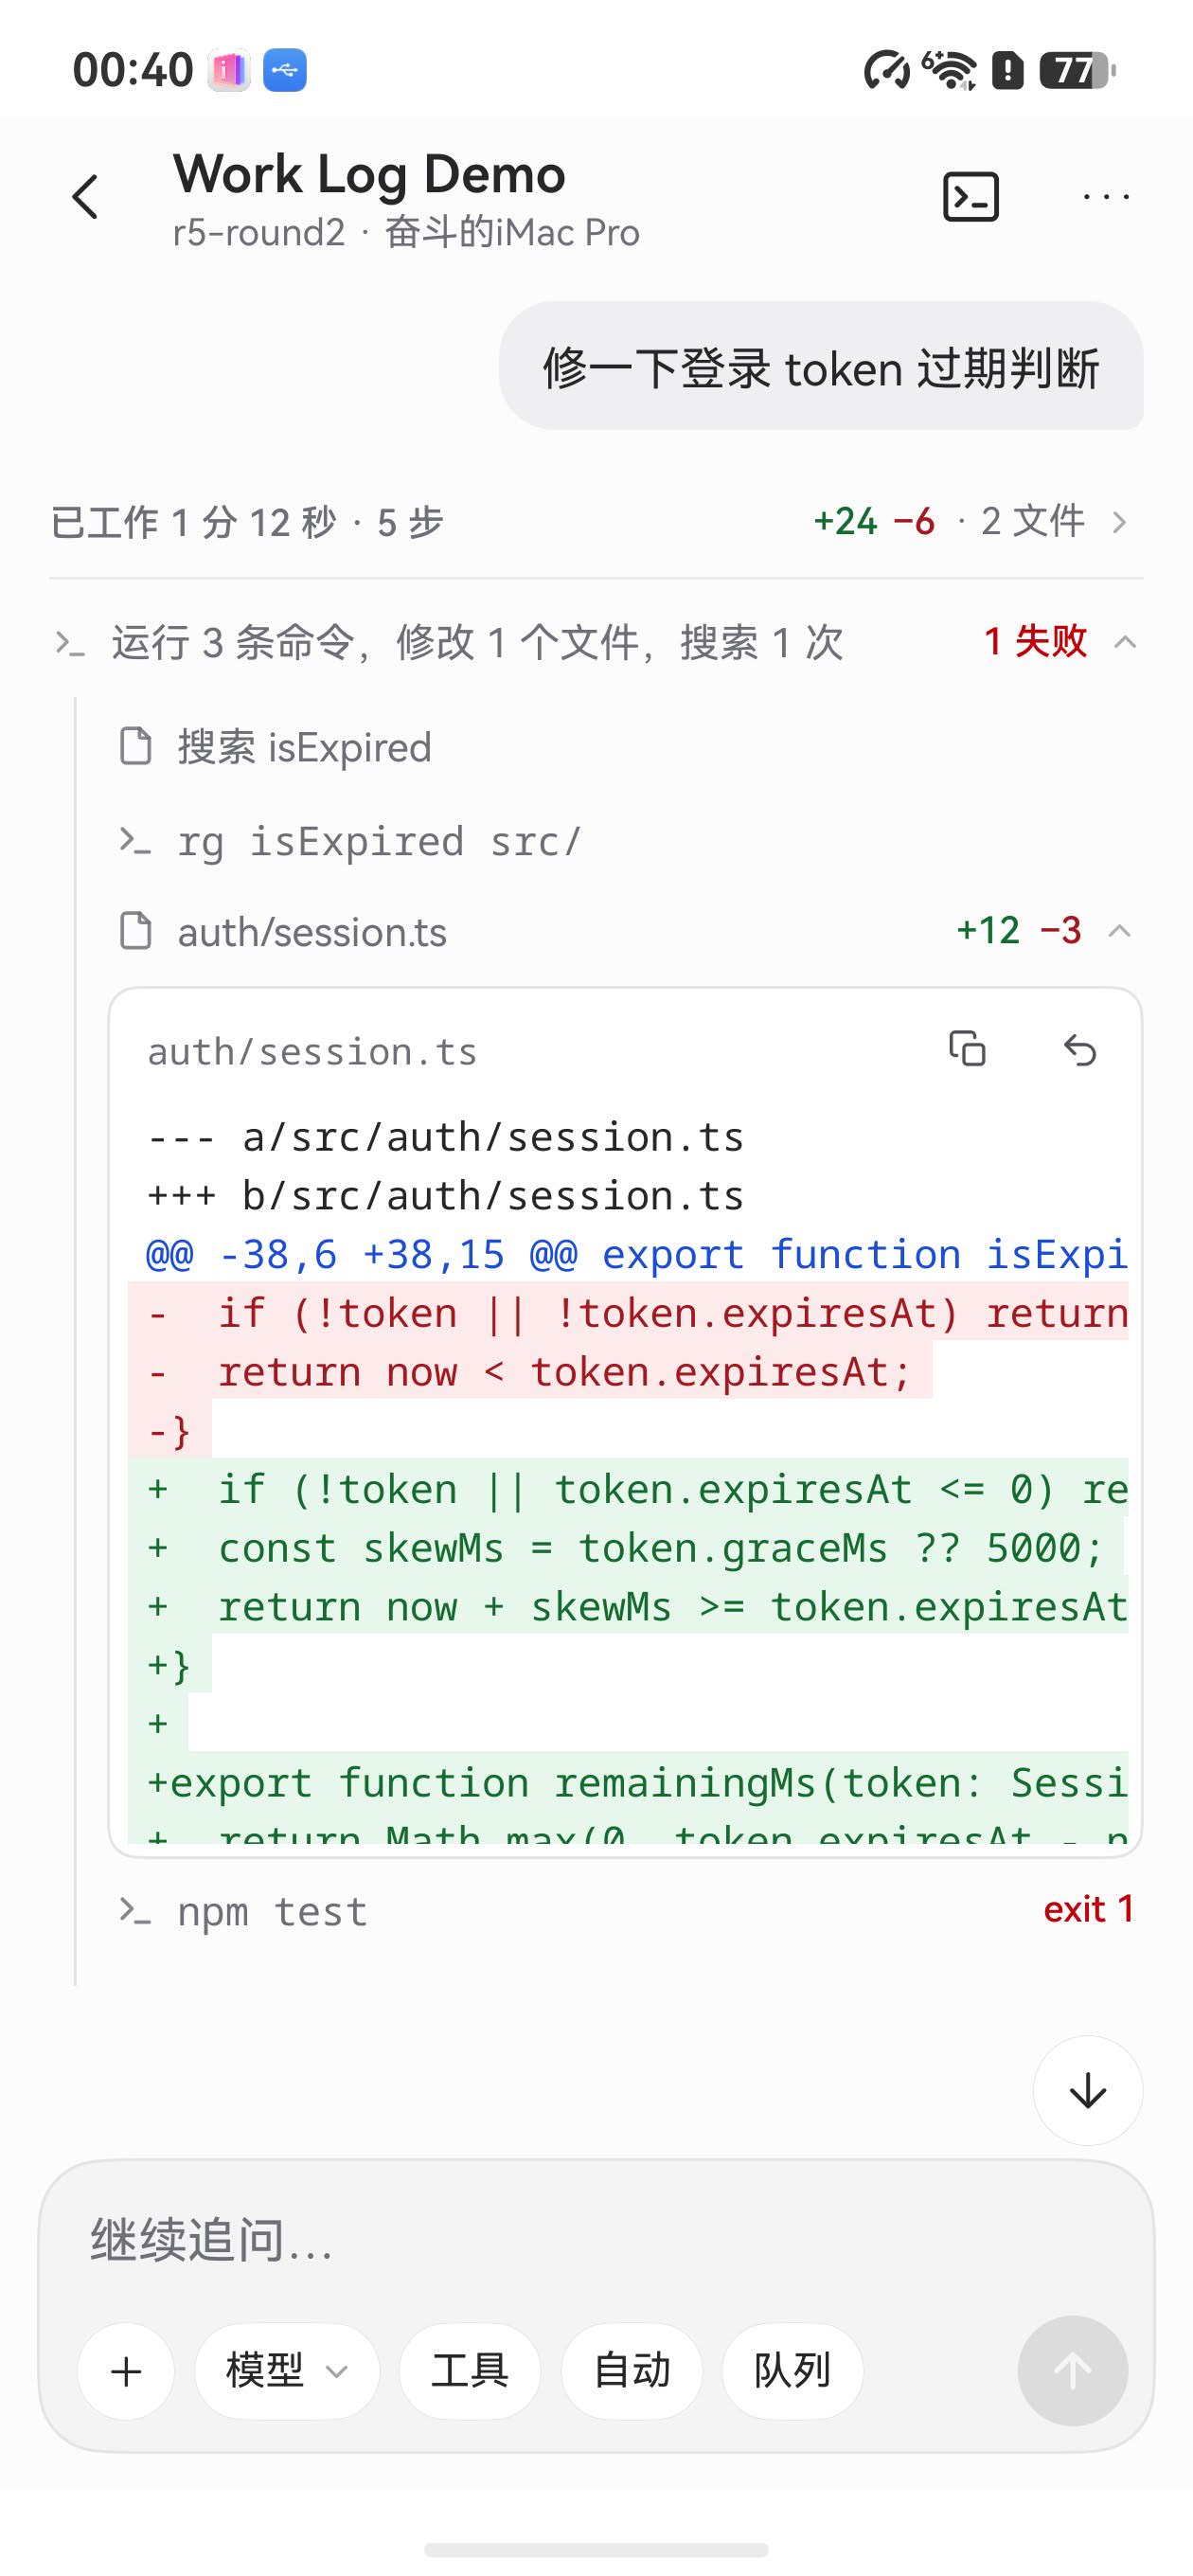 00:40
6+
77
Work Log Demo
r5-round2 · 奋斗的iMac Pro
修一下登录 token 过期判断
已工作 1 分 12 秒 · 5 步 +24 −6 · 2 文件
运行 3 条命令，修改 1 个文件，搜索 1 次 1 失败
搜索 isExpired
rg isExpired src/
auth/session.ts +12 −3
auth/session.ts
--- a/src/auth/session.ts
+++ b/src/auth/session.ts
@@ -38,6 +38,15 @@ export function isExpi
-  if (!token || !token.expiresAt) return
-  return now < token.expiresAt;
-}
+  if (!token || token.expiresAt <= 0) re
+  const skewMs = token.graceMs ?? 5000;
+  return now + skewMs >= token.expiresAt
+}
+
+export function remainingMs(token: Sessi
+  return Math.max(0, token.expiresAt - n
npm test exit 1
继续追问...
模型 工具 自动 队列